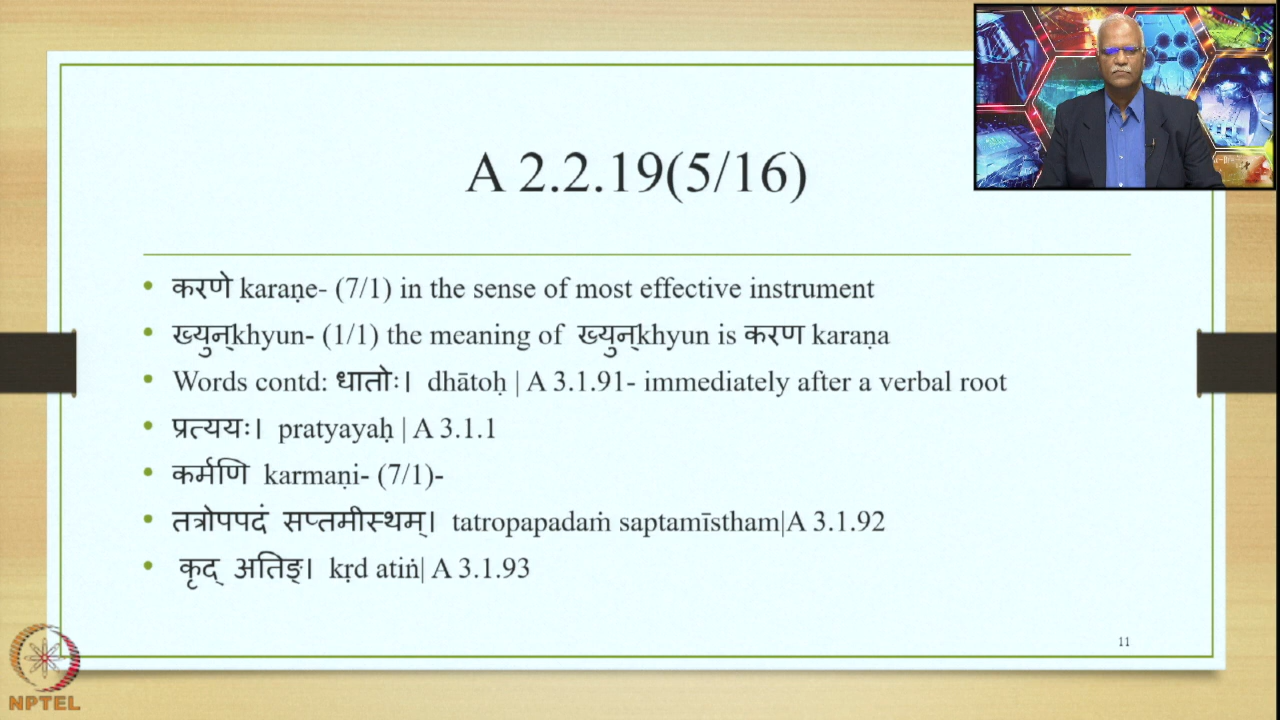 A 2.2.19(5/16)
• करणे karaṇe- (7/1) in the sense of most effective instrument
• ख्युन्khyun- (1/1) the meaning of ख्युन्khyun is करण karaṇa
• Words contd: धातोः। dhātoḥ | A 3.1.91- immediately after a verbal root
• प्रत्ययः। pratyayaḥ | A 3.1.1
• कर्मणि karmaṇi- (7/1)-
• तत्रोपपदं सप्तमीस्थम्। tatropapadaṁ saptamīstham|A 3.1.92
• कृद् अतिङ्। kṛd atiṅ| A 3.1.93
11
NPTEL